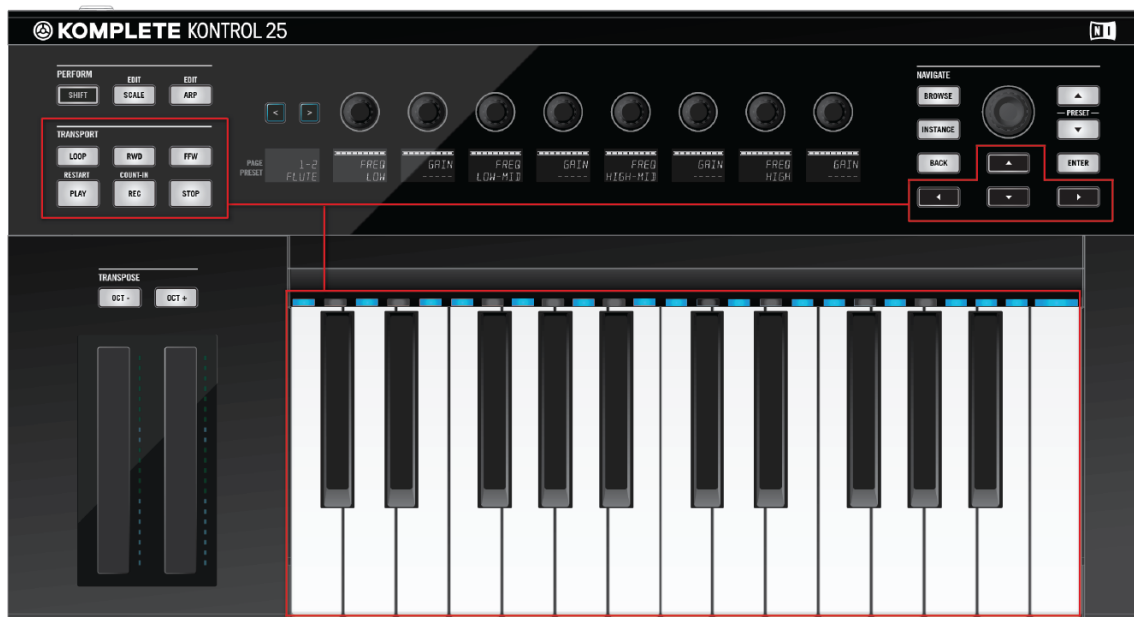 KOMPLETE KONTROL 25
NI
PERFORM
EDIT EDIT
SHIFT SCALE ARP
TRANSPORT
LOOP RWD FFW
RESTART COUNT-IN
PLAY REC STOP
< >
PAGE 1-2 FREQ GAIN FREQ GAIN FREQ GAIN FREQ GAIN
PRESET FLUTE LOW ----- LOW-MID ----- HIGH-MID ----- HIGH -----
NAVIGATE
BROWSE
PRESET
INSTANCE
BACK ENTER
TRANSPOSE
OCT - OCT +